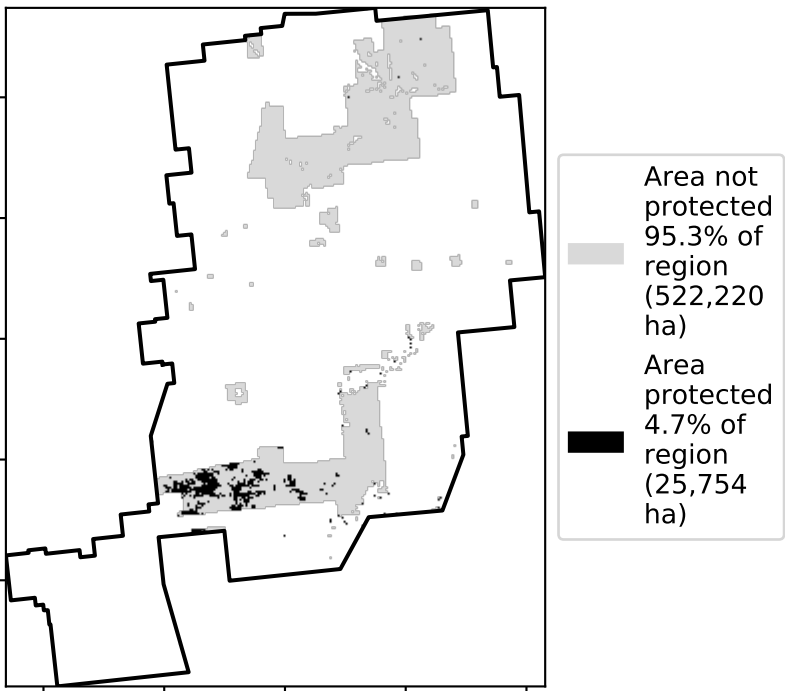 Area not
protected
95.3% of
region
(522,220
ha)
Area
protected
4.7% of
region
(25,754
ha)